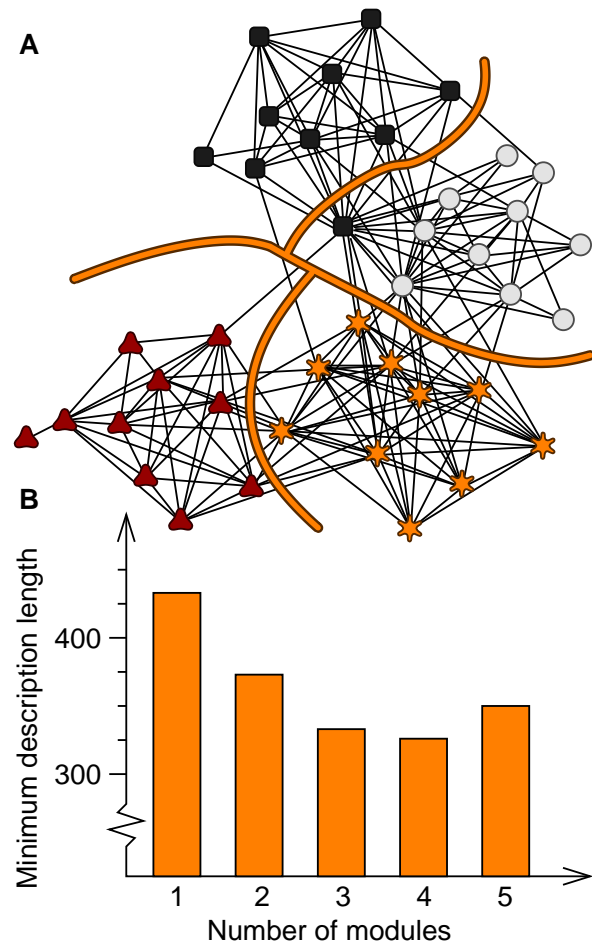 A
B
Minimum description length
400
300
1 2 3 4 5
Number of modules